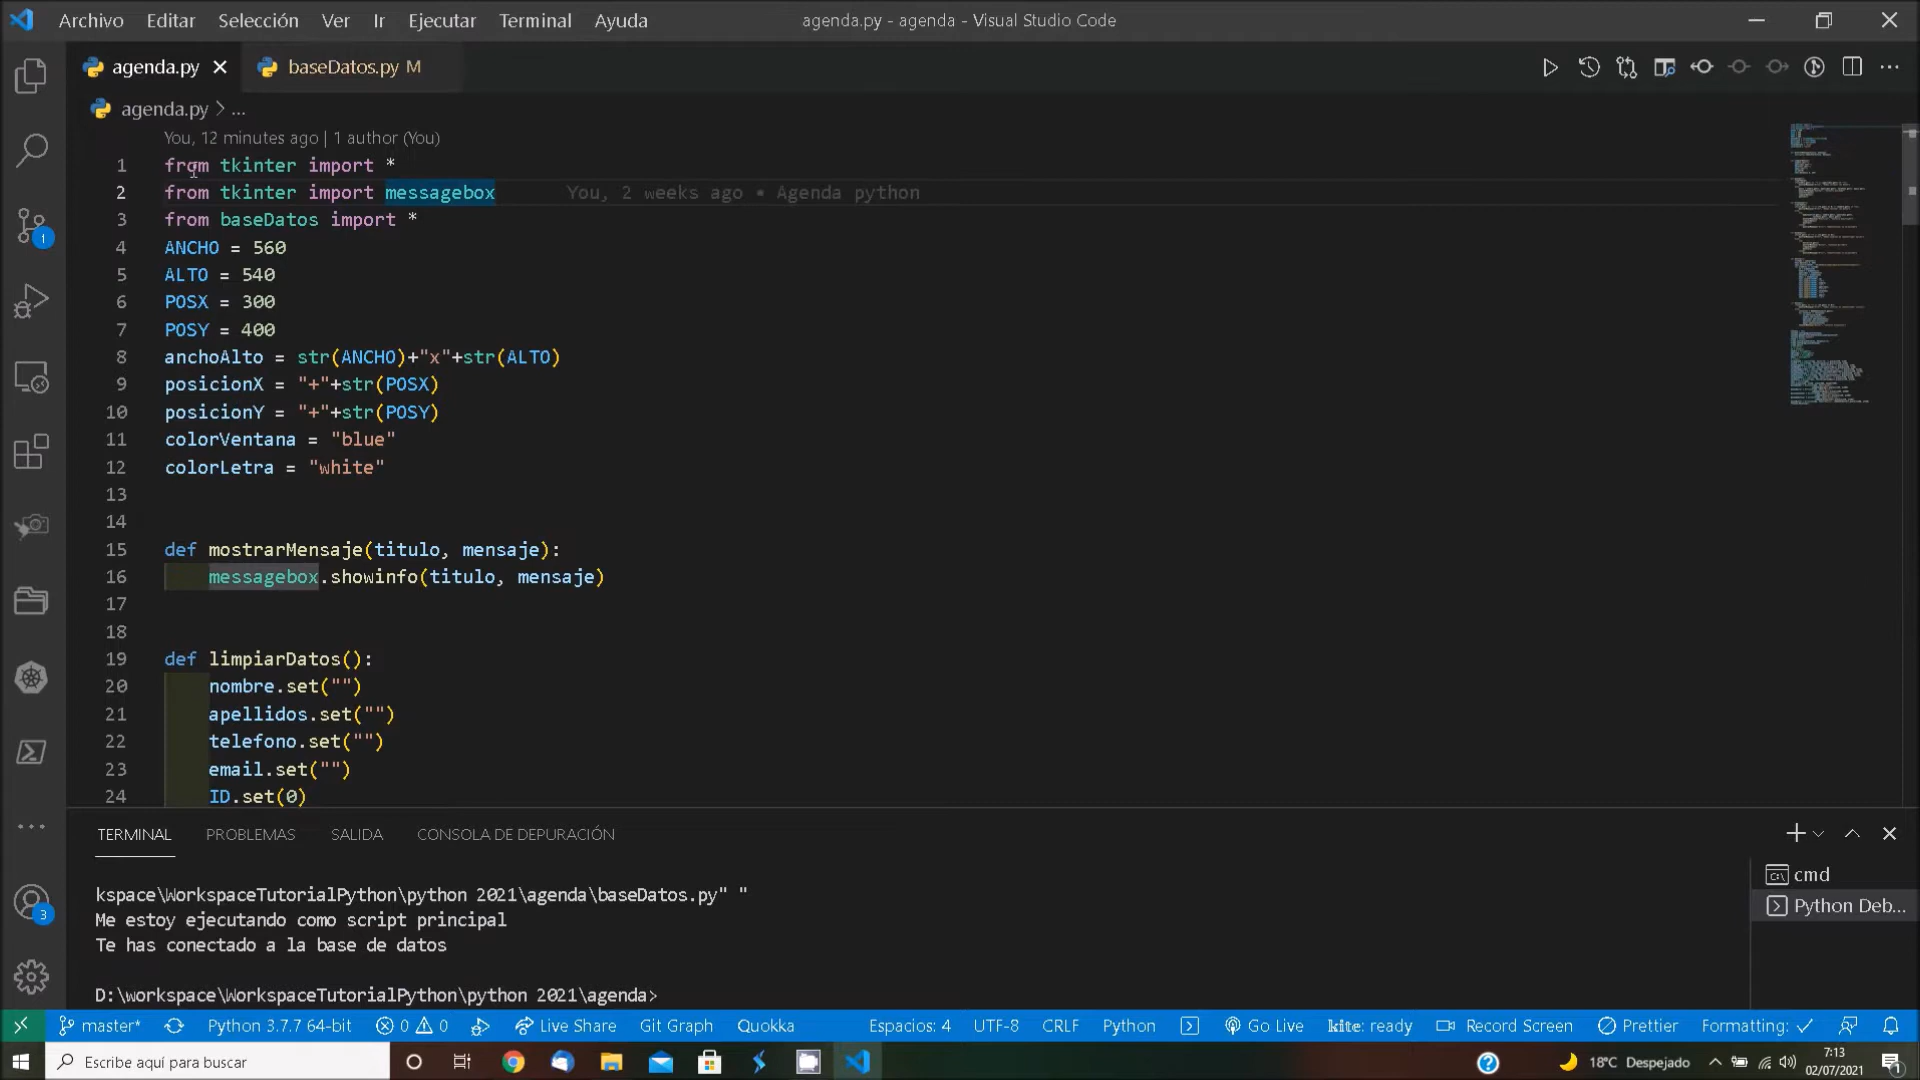 Archivo Editar Selección Ver Ir Ejecutar Terminal Ayuda agenda.py - agenda - Visual Studio Code
agenda.py baseDatos.py M
agenda.py > ...
You, 12 minutes ago | 1 author (You)
1 from tkinter import *
2 from tkinter import messagebox You, 2 weeks ago • Agenda python
3 from baseDatos import *
4 ANCHO = 560
5 ALTO = 540
6 POSX = 300
7 POSY = 400
8 anchoAlto = str(ANCHO)+"x"+str(ALTO)
9 posicionX = "+"+str(POSX)
10 posicionY = "+"+str(POSY)
11 colorVentana = "blue"
12 colorLetra = "white"
13
14
15 def mostrarMensaje(titulo, mensaje):
16 messagebox.showinfo(titulo, mensaje)
17
18
19 def limpiarDatos():
20 nombre.set("")
21 apellidos.set("")
22 telefono.set("")
23 email.set("")
24 ID.set(0)
1
3
TERMINAL PROBLEMAS SALIDA CONSOLA DE DEPURACIÓN
kspace\WorkspaceTutorialPython\python 2021\agenda\baseDatos.py" "
Me estoy ejecutando como script principal
Te has conectado a la base de datos
D:\workspace\WorkspaceTutorialPython\python 2021\agenda>
cmd
Python Deb...
master* Python 3.7.7 64-bit 0 0 Live Share Git Graph Quokka Espacios: 4 UTF-8 CRLF Python Go Live kite: ready Record Screen Prettier Formatting: ✓
Escribe aquí para buscar 18°C Despejado 7:13
02/07/2021 1